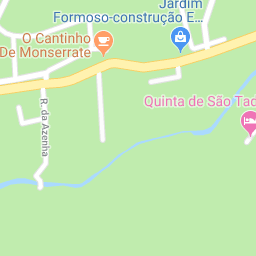 Jardim
Formoso-construção E...
O Cantinho
De Monserrate
Quinta de São Tad
R. da Azenha